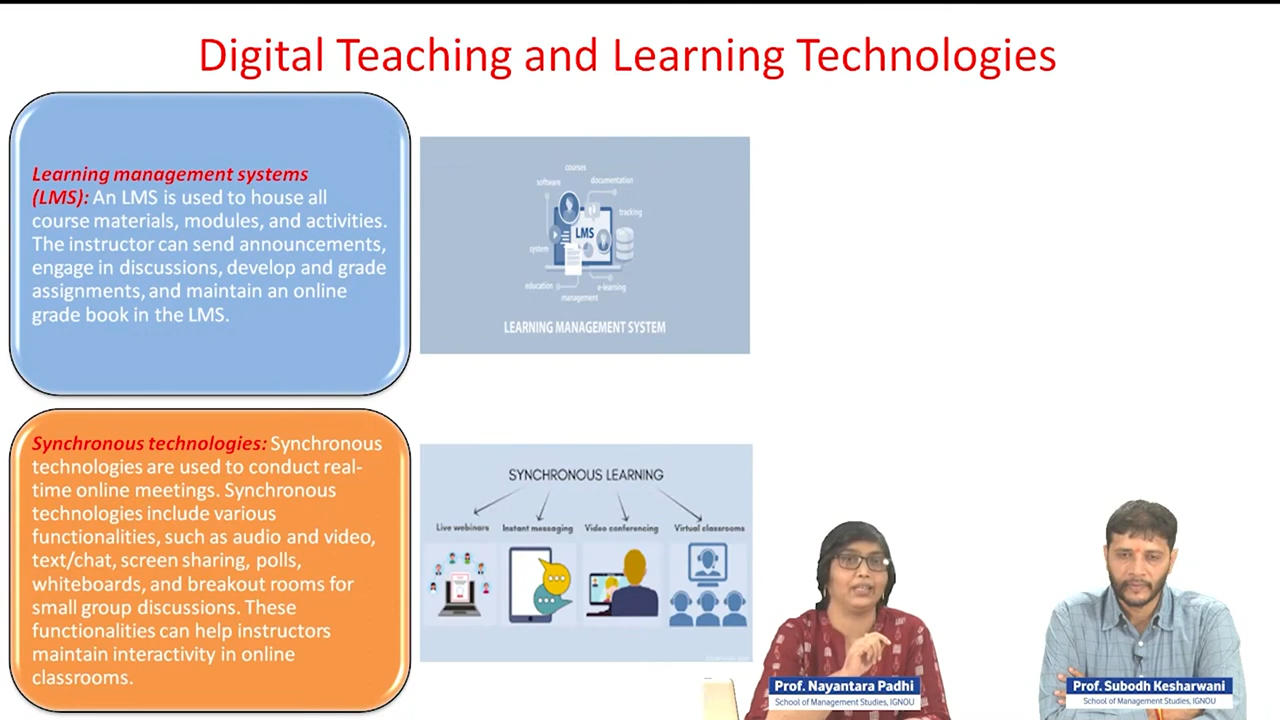 Digital Teaching and Learning Technologies
Learning management systems
(LMS): An LMS is used to house all
course materials, modules, and activities.
The instructor can send announcements,
engage in discussions, develop and grade
assignments, and maintain an online
grade book in the LMS.
courses
software
documentation
tracking
LMS
system
education
e-learning
management
LEARNING MANAGEMENT SYSTEM
Synchronous technologies: Synchronous
technologies are used to conduct real-
time online meetings. Synchronous
technologies include various
functionalities, such as audio and video,
text/chat, screen sharing, polls,
whiteboards, and breakout rooms for
small group discussions. These
functionalities can help instructors
maintain interactivity in online
classrooms.
SYNCHRONOUS LEARNING
Live webinars
Instant messaging
Video conferencing
Virtual classrooms
Prof. Nayantara Padhi
School of Management Studies, IGNOU
Prof. Subodh Kesharwani
School of Management Studies, IGNOU